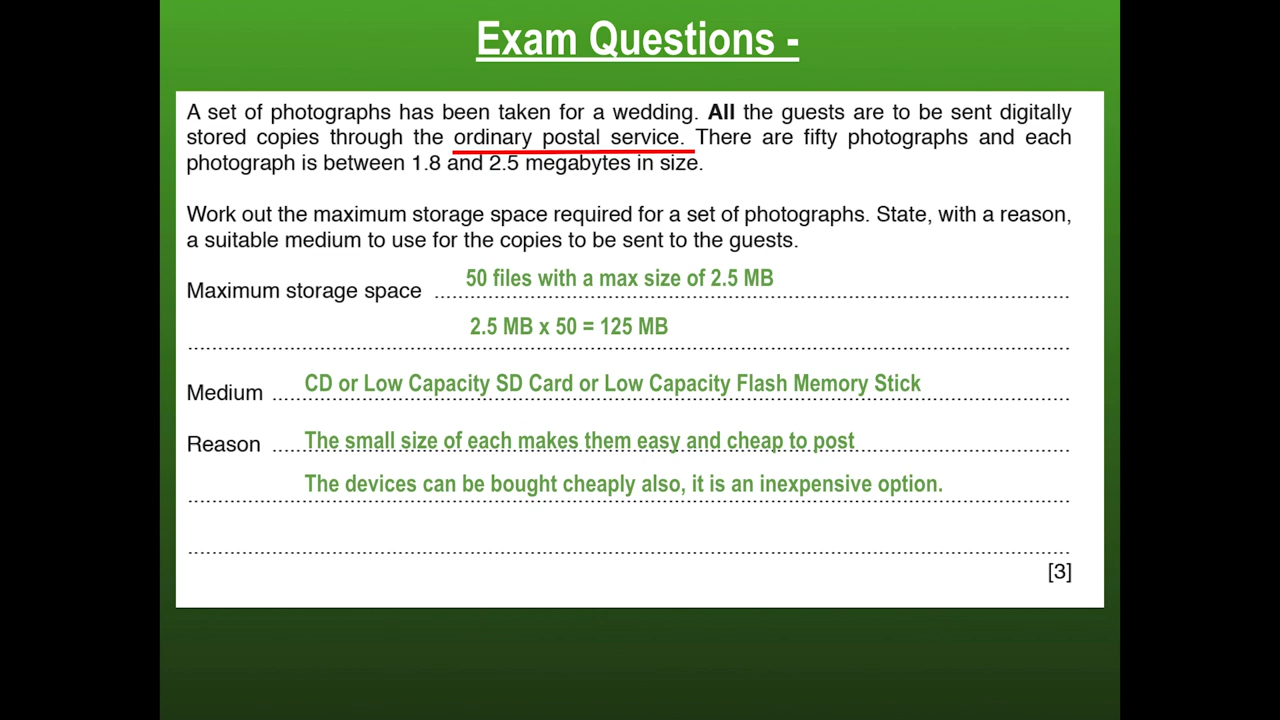 Exam Questions -
A set of photographs has been taken for a wedding. All the guests are to be sent digitally
stored copies through the ordinary postal service. There are fifty photographs and each
photograph is between 1.8 and 2.5 megabytes in size.
Work out the maximum storage space required for a set of photographs. State, with a reason,
a suitable medium to use for the copies to be sent to the guests.
50 files with a max size of 2.5 MB
Maximum storage space ........................................................................
2.5 MB x 50 = 125 MB
........................................................................
CD or Low Capacity SD Card or Low Capacity Flash Memory Stick
Medium ........................................................................
Reason ........ The small size of each makes them easy and cheap to post ........
The devices can be bought cheaply also, it is an inexpensive option.
........................................................................
........................................................................
[3]